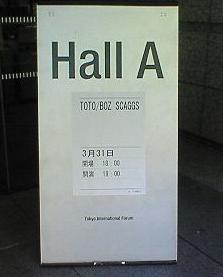 Hall A
TOTO/BOZ SCAGGS
3月31日
開場 18:00
開演 19:00
Tokyo International Forum